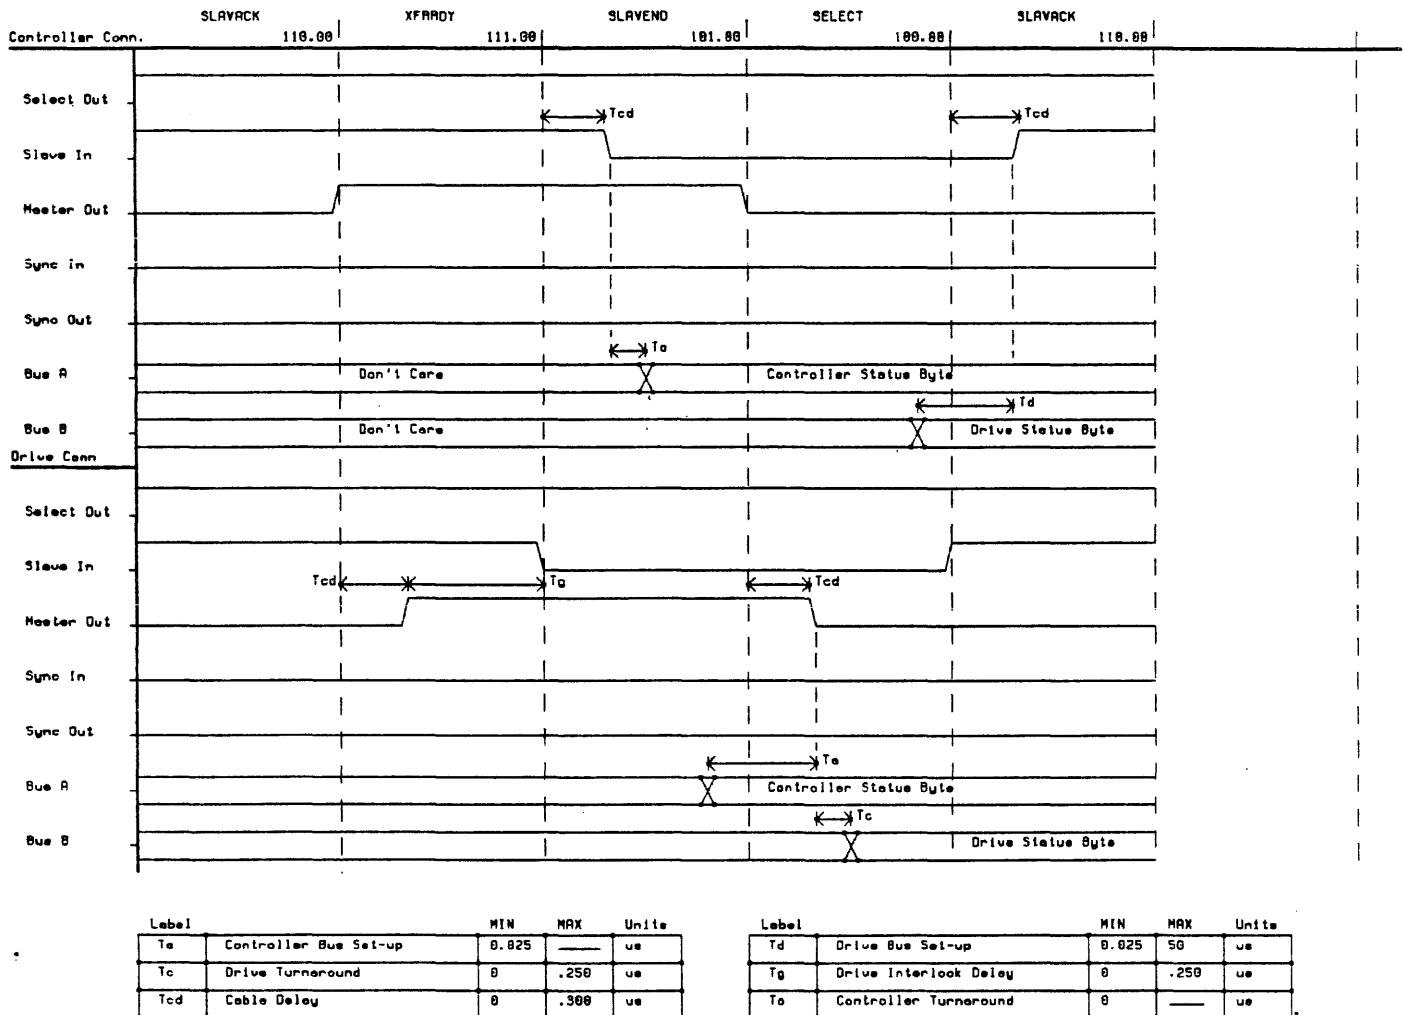 SLAVACK XFRRDY SLAVEND SELECT SLAVACK
Controller Conn. 110.00 111.00 101.00 100.00 110.00
Select Out
Tcd Tcd
Slave In
Master Out
Sync In
Sync Out
To
Bus A Don't Care Controller Status Byte
Td
Bus B Don't Care Drive Status Byte
Drive Conn
Select Out
Slave In
Tcd Tg Tcd
Master Out
Sync In
Sync Out
Ta
Bus A Controller Status Byte
Tc
Bus B Drive Status Byte
Label MIN MAX Units
Ta Controller Bus Set-up 0.025 —— us
Tc Drive Turnaround 0 .250 us
Tcd Cable Delay 0 .300 us
Label MIN MAX Units
Td Drive Bus Set-up 0.025 50 us
Tg Drive Interlock Delay 0 .250 us
To Controller Turnaround 0 —— us